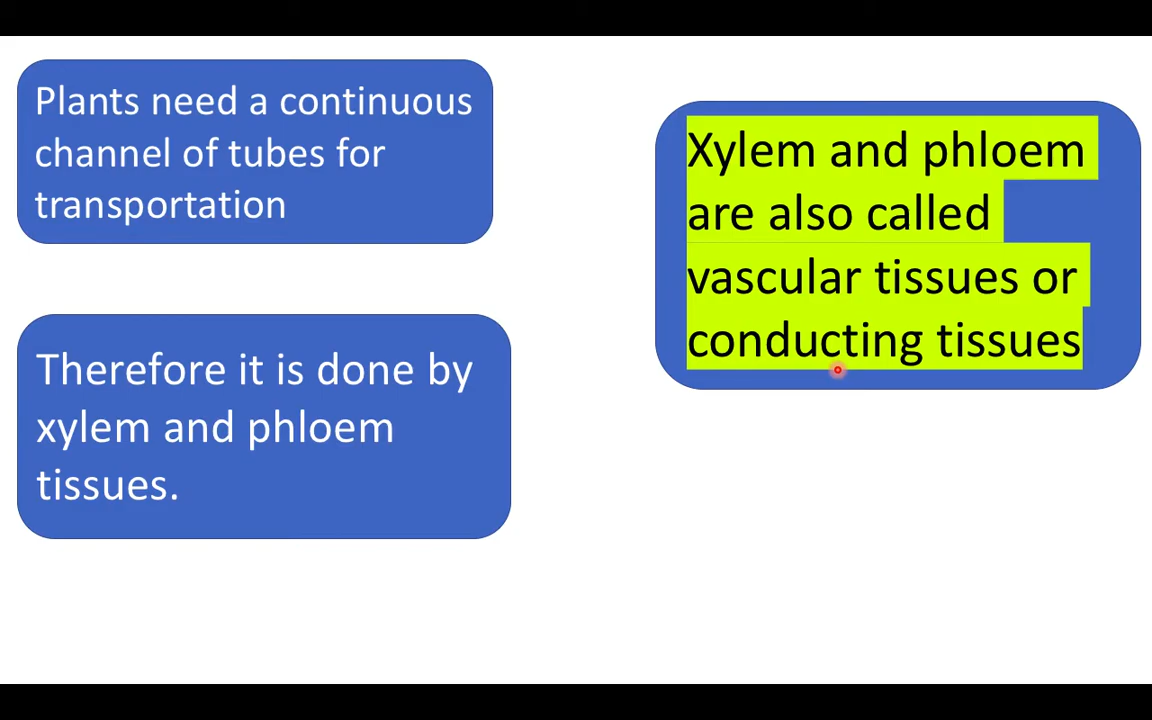 Plants need a continuous
channel of tubes for
transportation
Therefore it is done by
xylem and phloem
tissues.
Xylem and phloem
are also called
vascular tissues or
conducting tissues